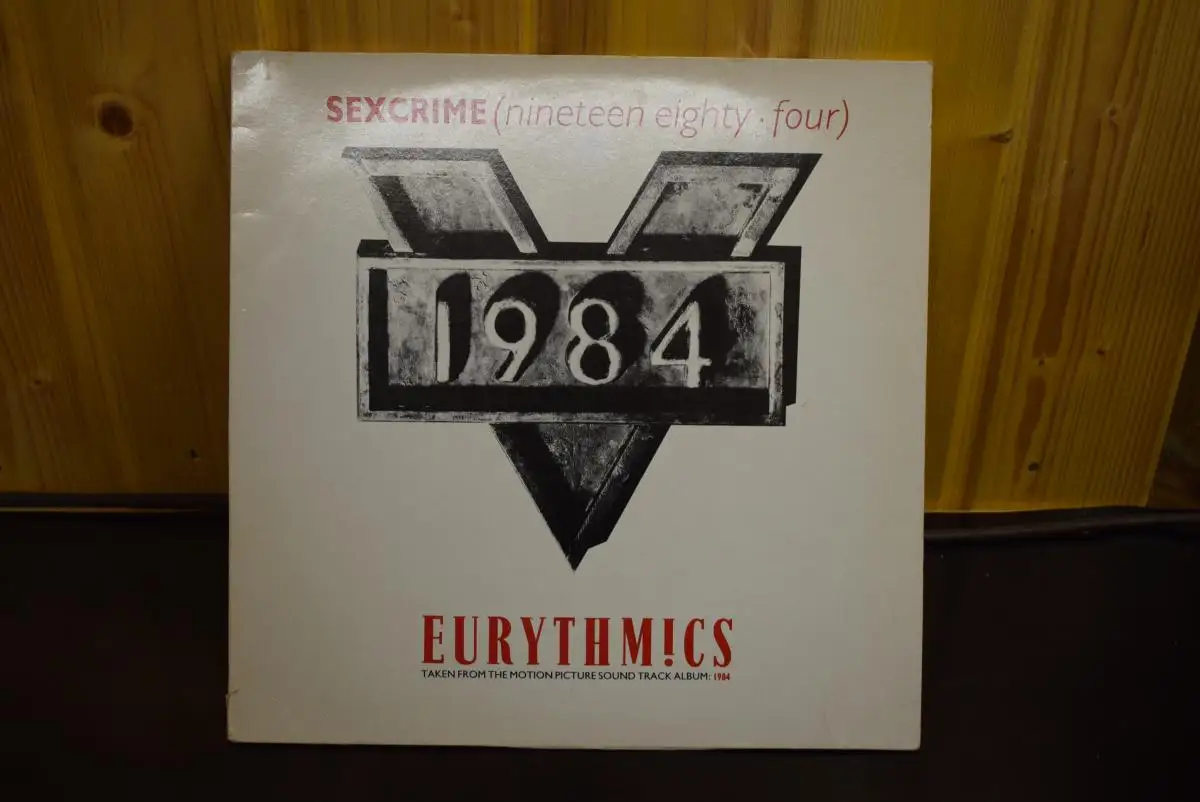 SEXCRIME (nineteen eighty · four)
1984
EURYTHM!CS
TAKEN FROM THE MOTION PICTURE SOUND TRACK ALBUM: 1984